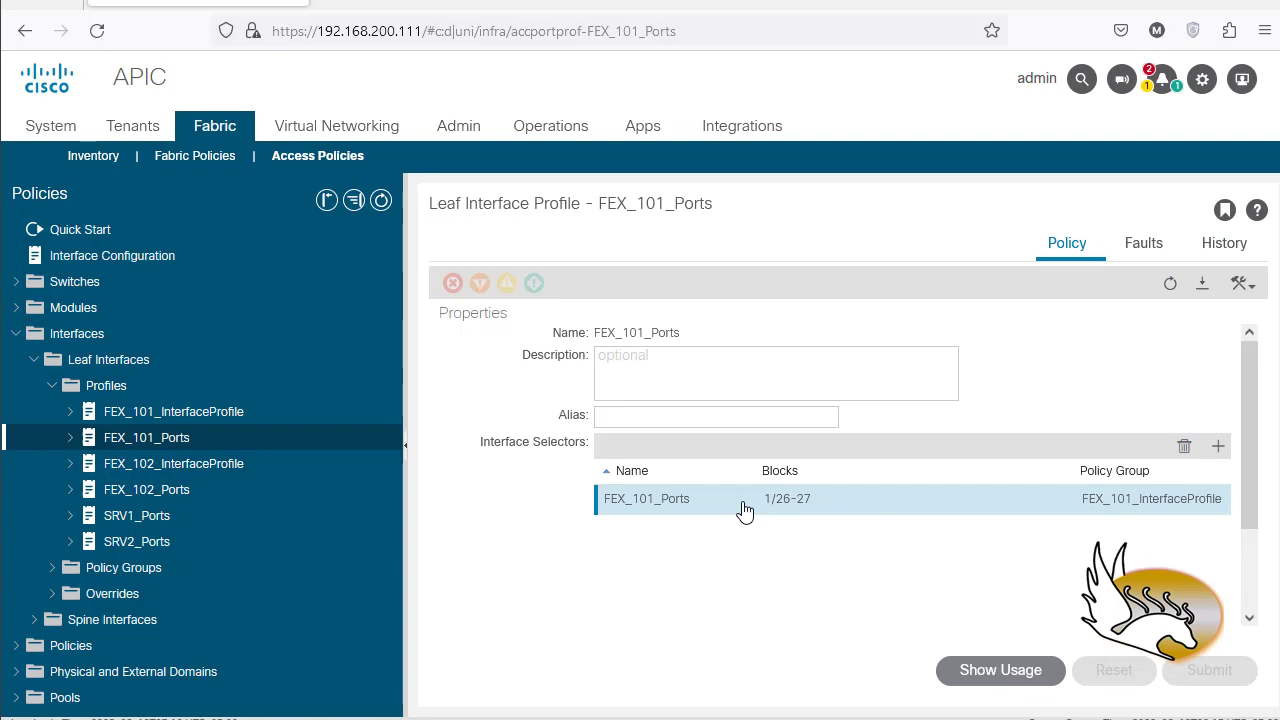 https://192.168.200.111/#c:d|uni/infra/accportprof-FEX_101_Ports
M
CISCO
APIC
admin
2
1
1
System Tenants Fabric Virtual Networking Admin Operations Apps Integrations
Inventory | Fabric Policies | Access Policies
Policies
Quick Start
Interface Configuration
Switches
Modules
Interfaces
Leaf Interfaces
Profiles
FEX_101_InterfaceProfile
FEX_101_Ports
FEX_102_InterfaceProfile
FEX_102_Ports
SRV1_Ports
SRV2_Ports
Policy Groups
Overrides
Spine Interfaces
Policies
Physical and External Domains
Pools
Leaf Interface Profile - FEX_101_Ports
Policy Faults History
Properties
Name: FEX_101_Ports
Description: optional
Alias:
Interface Selectors:
Name Blocks Policy Group
FEX_101_Ports 1/26-27 FEX_101_InterfaceProfile
Show Usage Reset Submit